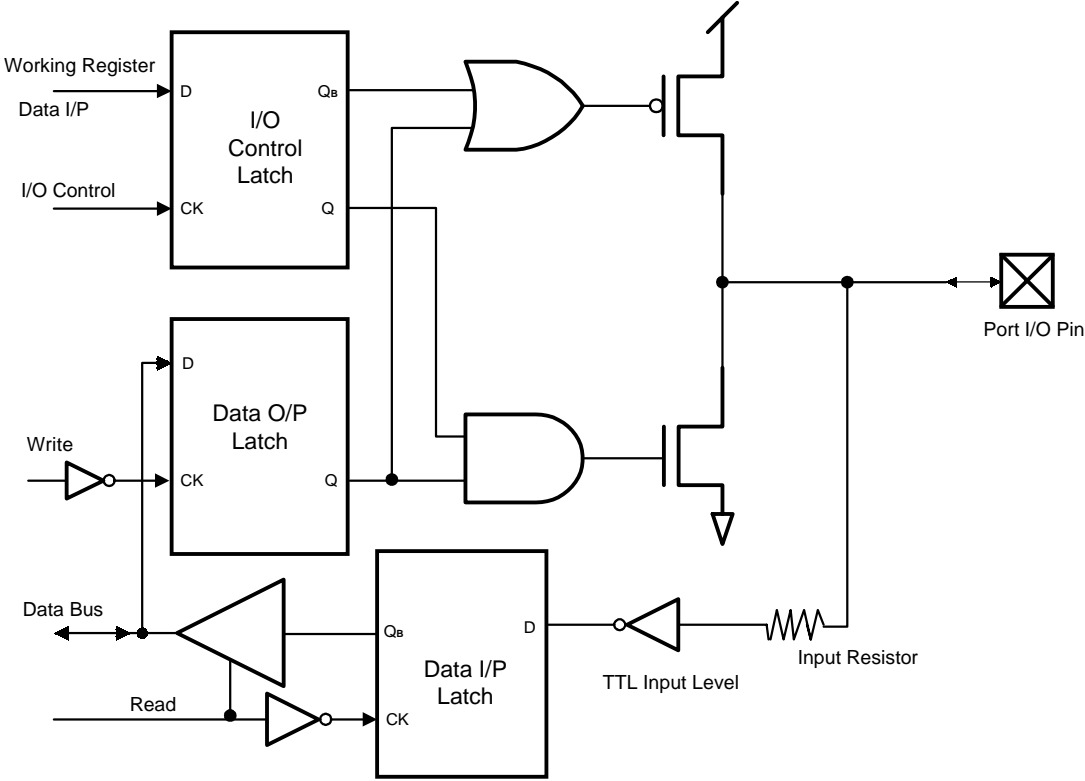 Working Register
Data I/P
I/O Control
D
QB
I/O
Control
Latch
CK
Q
Port I/O Pin
D
Data O/P
Latch
Write
CK
Q
Data Bus
QB
D
Data I/P
Latch
TTL Input Level
Input Resistor
Read
CK